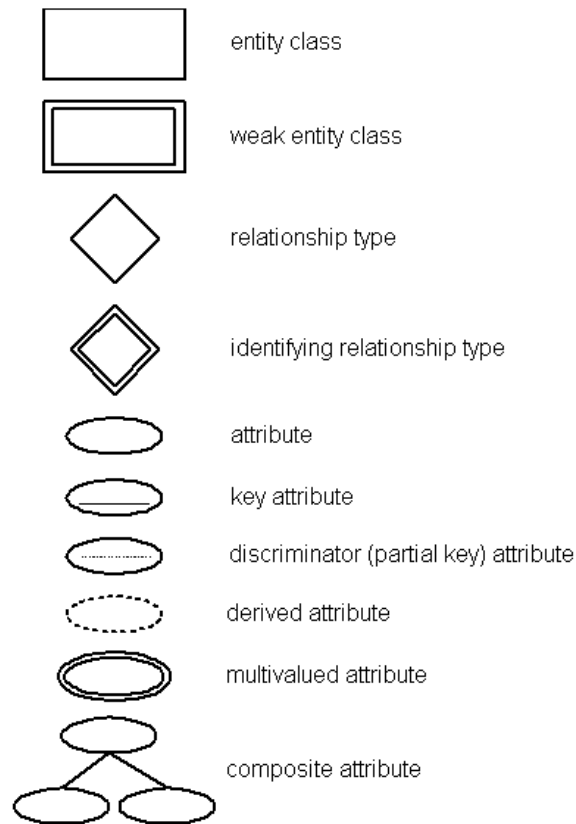 entity class
weak entity class
relationship type
identifying relationship type
attribute
key attribute
discriminator (partial key) attribute
derived attribute
multivalued attribute
composite attribute